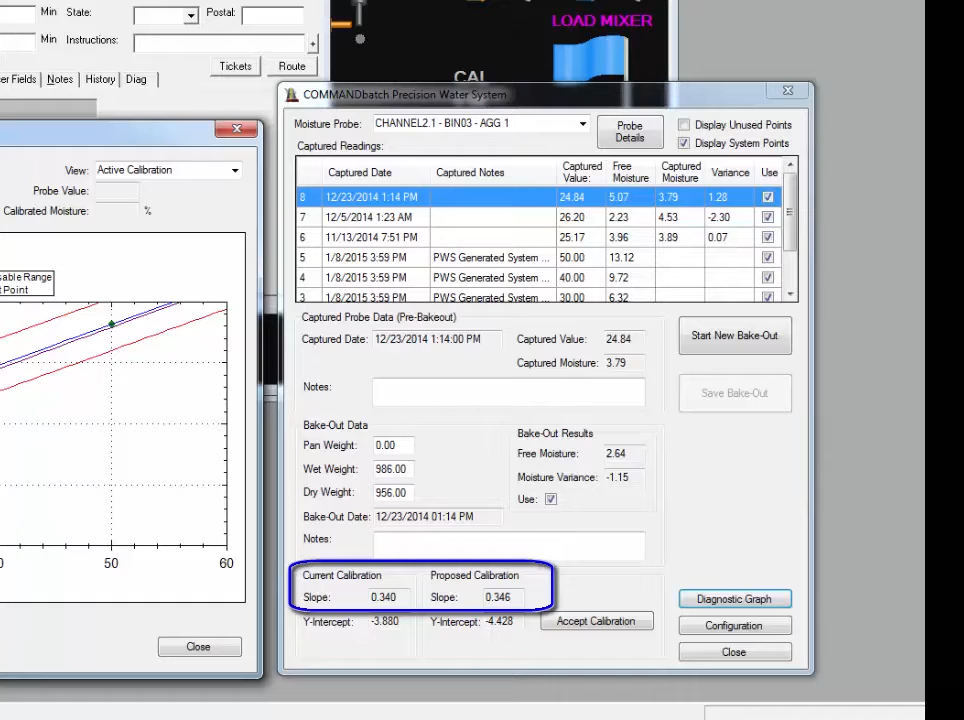 Min State: Postal:
Min Instructions:
+
Tickets Route
er Fields Notes History Diag
LOAD MIXER
CAL
View: Active Calibration
Probe Value:
Calibrated Moisture: %
sable Range
t Point
50 60
Close
COMMANDbatch Precision Water System
Moisture Probe: CHANNEL2.1 - BIN03 - AGG 1
Probe Details
Display Unused Points
Display System Points
Captured Readings:
Captured Date Captured Notes Captured Value: Free Moisture Captured Moisture Variance Use
8 12/23/2014 1:14 PM 24.84 5.07 3.79 1.28
7 12/5/2014 1:23 AM 26.20 2.23 4.53 -2.30
6 11/13/2014 7:51 PM 25.17 3.96 3.89 0.07
5 1/8/2015 3:59 PM PWS Generated System ... 50.00 13.12
4 1/8/2015 3:59 PM PWS Generated System ... 40.00 9.72
3 1/8/2015 3:59 PM PWS Generated System ... 30.00 6.32
Captured Probe Data (Pre-Bakeout)
Captured Date: 12/23/2014 1:14:00 PM Captured Value: 24.84
Captured Moisture: 3.79
Notes:
Start New Bake-Out
Save Bake-Out
Bake-Out Data
Pan Weight: 0.00
Wet Weight: 986.00
Dry Weight: 956.00
Bake-Out Date: 12/23/2014 01:14 PM
Notes:
Bake-Out Results
Free Moisture: 2.64
Moisture Variance: -1.15
Use:
Current Calibration Proposed Calibration
Slope: 0.340 Slope: 0.346
Y-Intercept: -3.880 Y-Intercept: -4.428
Accept Calibration
Diagnostic Graph
Configuration
Close